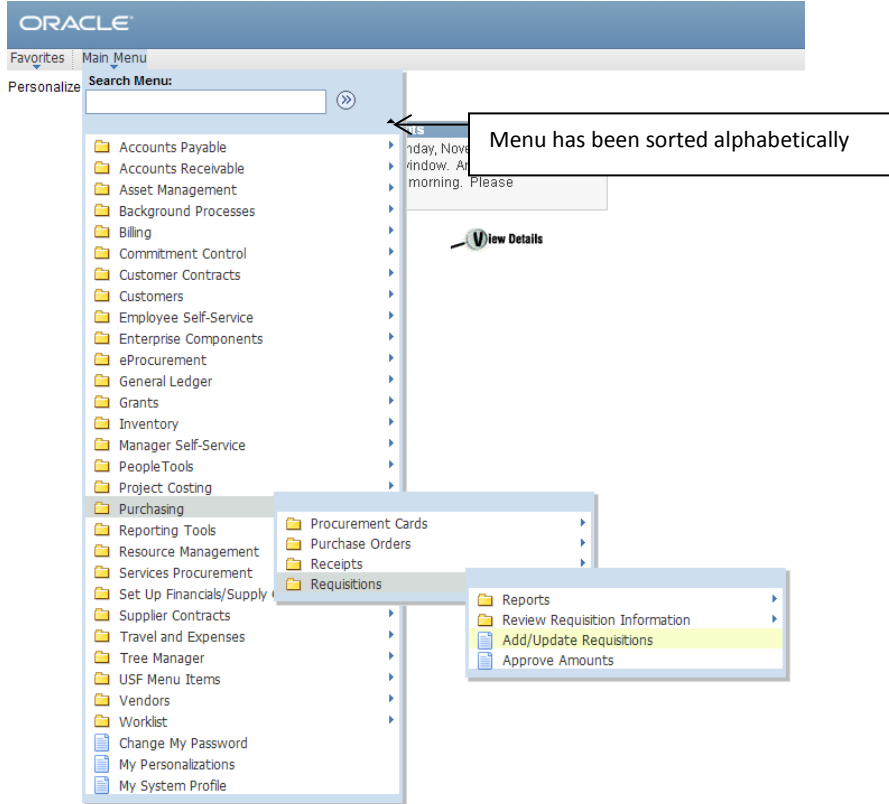 ORACLE
Favorites Main Menu
Personalize
Search Menu:
Menu has been sorted alphabetically
nday, Nove
window. Ar
morning. Please
View Details
Accounts Payable
Accounts Receivable
Asset Management
Background Processes
Billing
Commitment Control
Customer Contracts
Customers
Employee Self-Service
Enterprise Components
eProcurement
General Ledger
Grants
Inventory
Manager Self-Service
PeopleTools
Project Costing
Purchasing
Reporting Tools
Resource Management
Services Procurement
Set Up Financials/Supply
Supplier Contracts
Travel and Expenses
Tree Manager
USF Menu Items
Vendors
Worklist
Change My Password
My Personalizations
My System Profile
Procurement Cards
Purchase Orders
Receipts
Requisitions
Reports
Review Requisition Information
Add/Update Requisitions
Approve Amounts